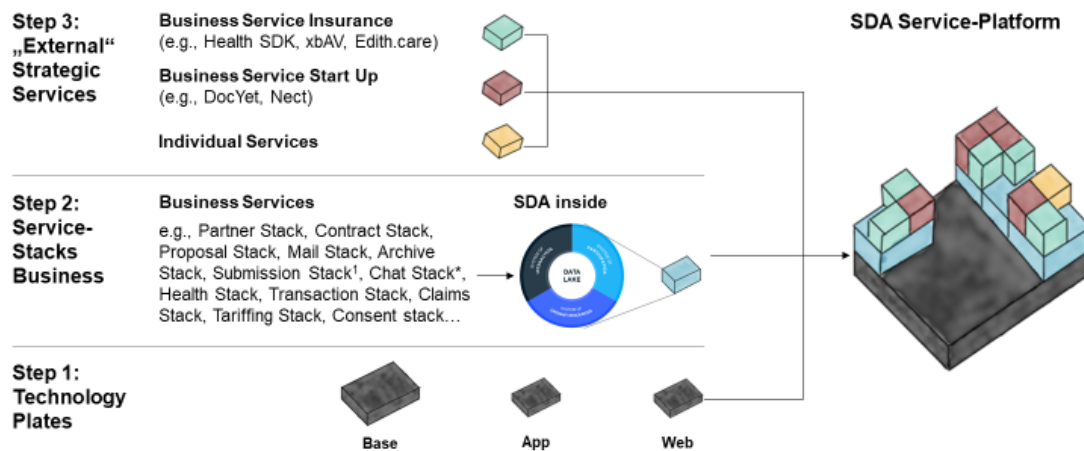 Step 3:
„External“
Strategic
Services
Business Service Insurance
(e.g., Health SDK, xbAV, Edith.care)
Business Service Start Up
(e.g., DocYet, Nect)
Individual Services
SDA Service-Platform
Step 2:
Service-
Stacks
Business
Business Services
e.g., Partner Stack, Contract Stack,
Proposal Stack, Mail Stack, Archive
Stack, Submission Stack¹, Chat Stack*,
Health Stack, Transaction Stack, Claims
Stack, Tariffing Stack, Consent stack…
SDA inside
DATA
LAKE
Step 1:
Technology
Plates
Base
App
Web